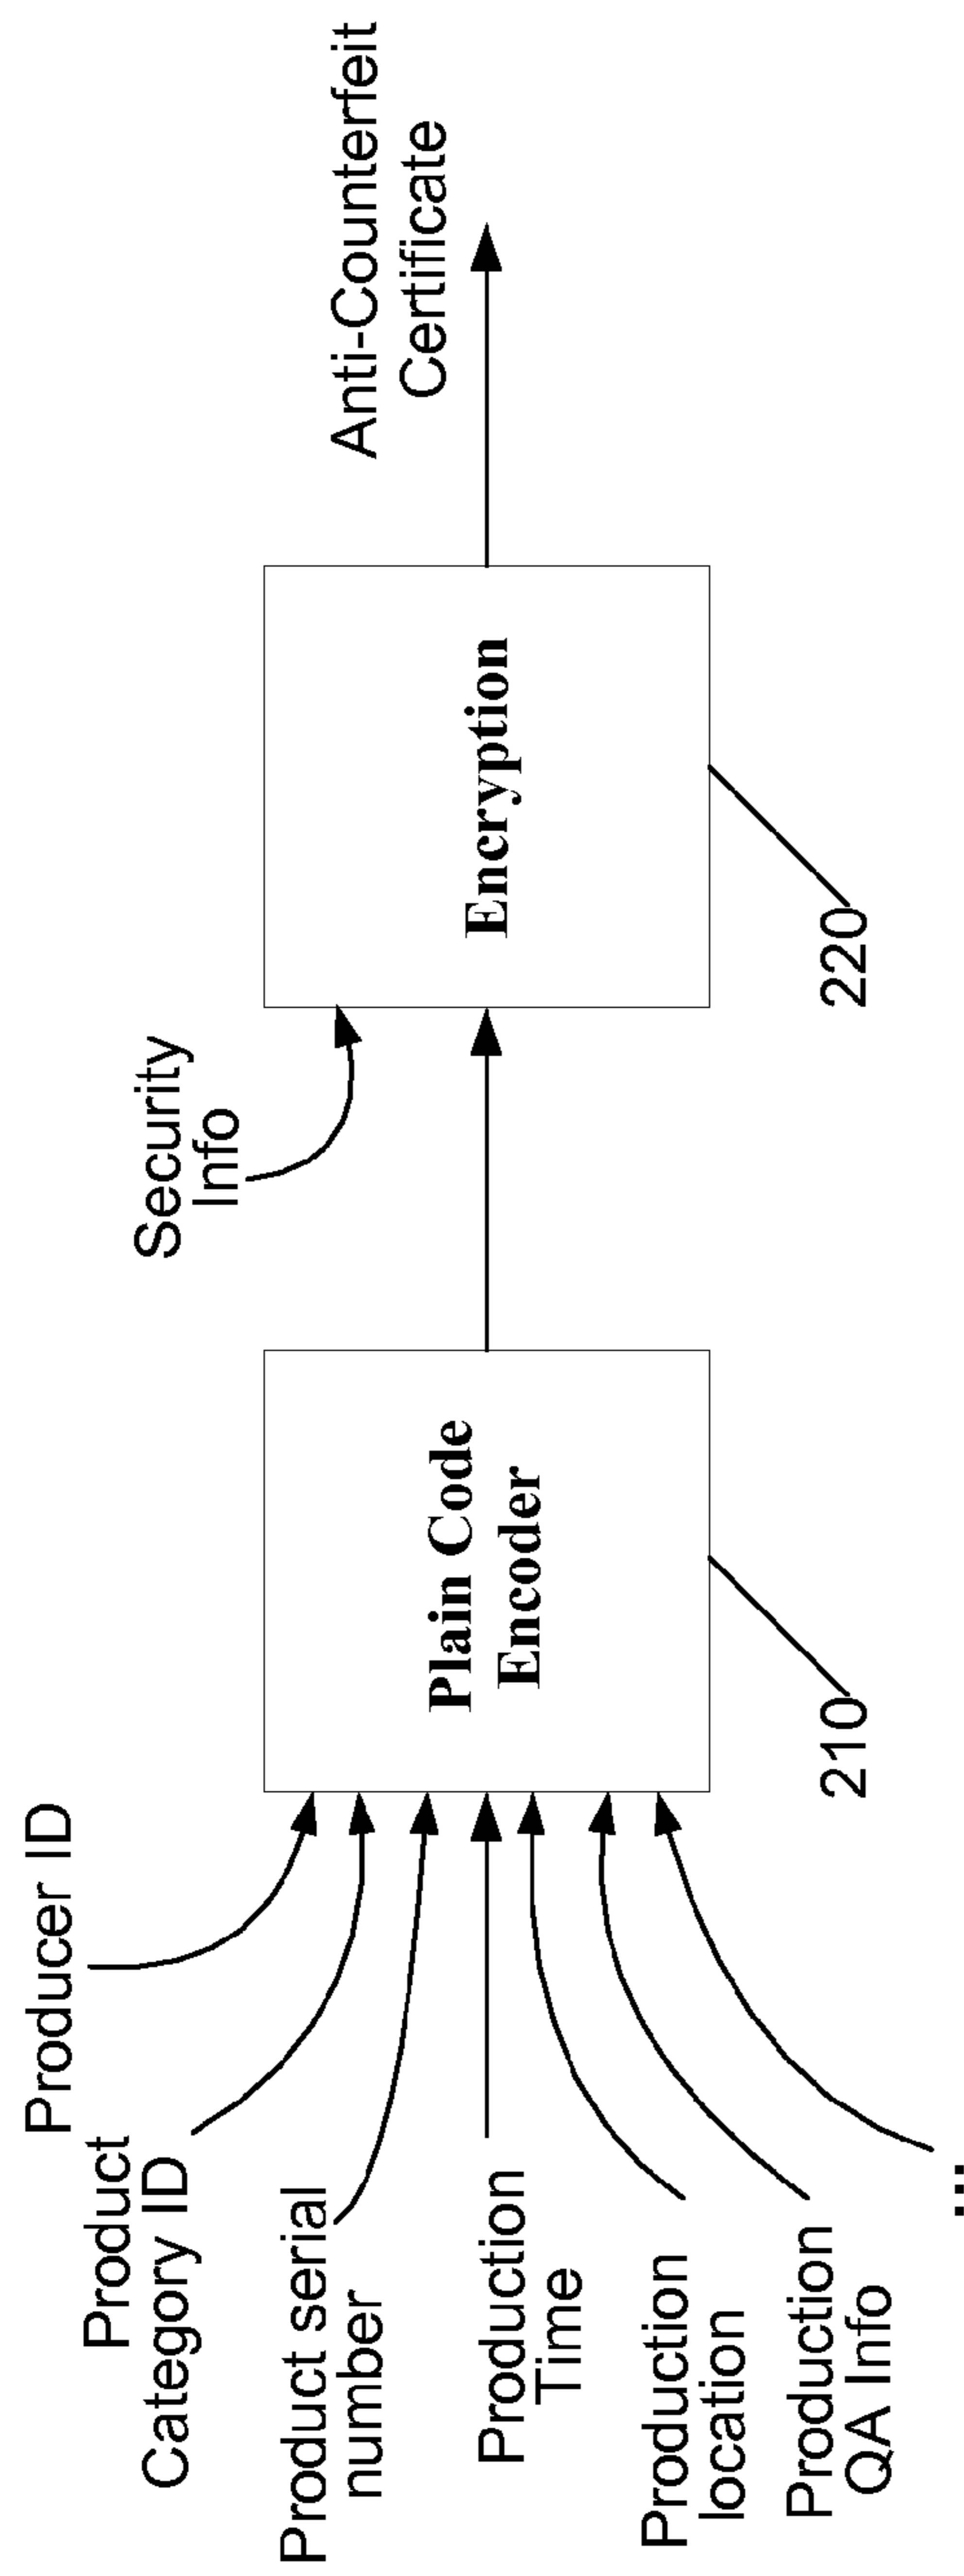 Producer ID
Product
Category ID
Product serial
number
Production
Time
Production
location
Production
QA Info
...
Plain Code
Encoder
210
Security
Info
Encryption
220
Anti-Counterfeit
Certificate